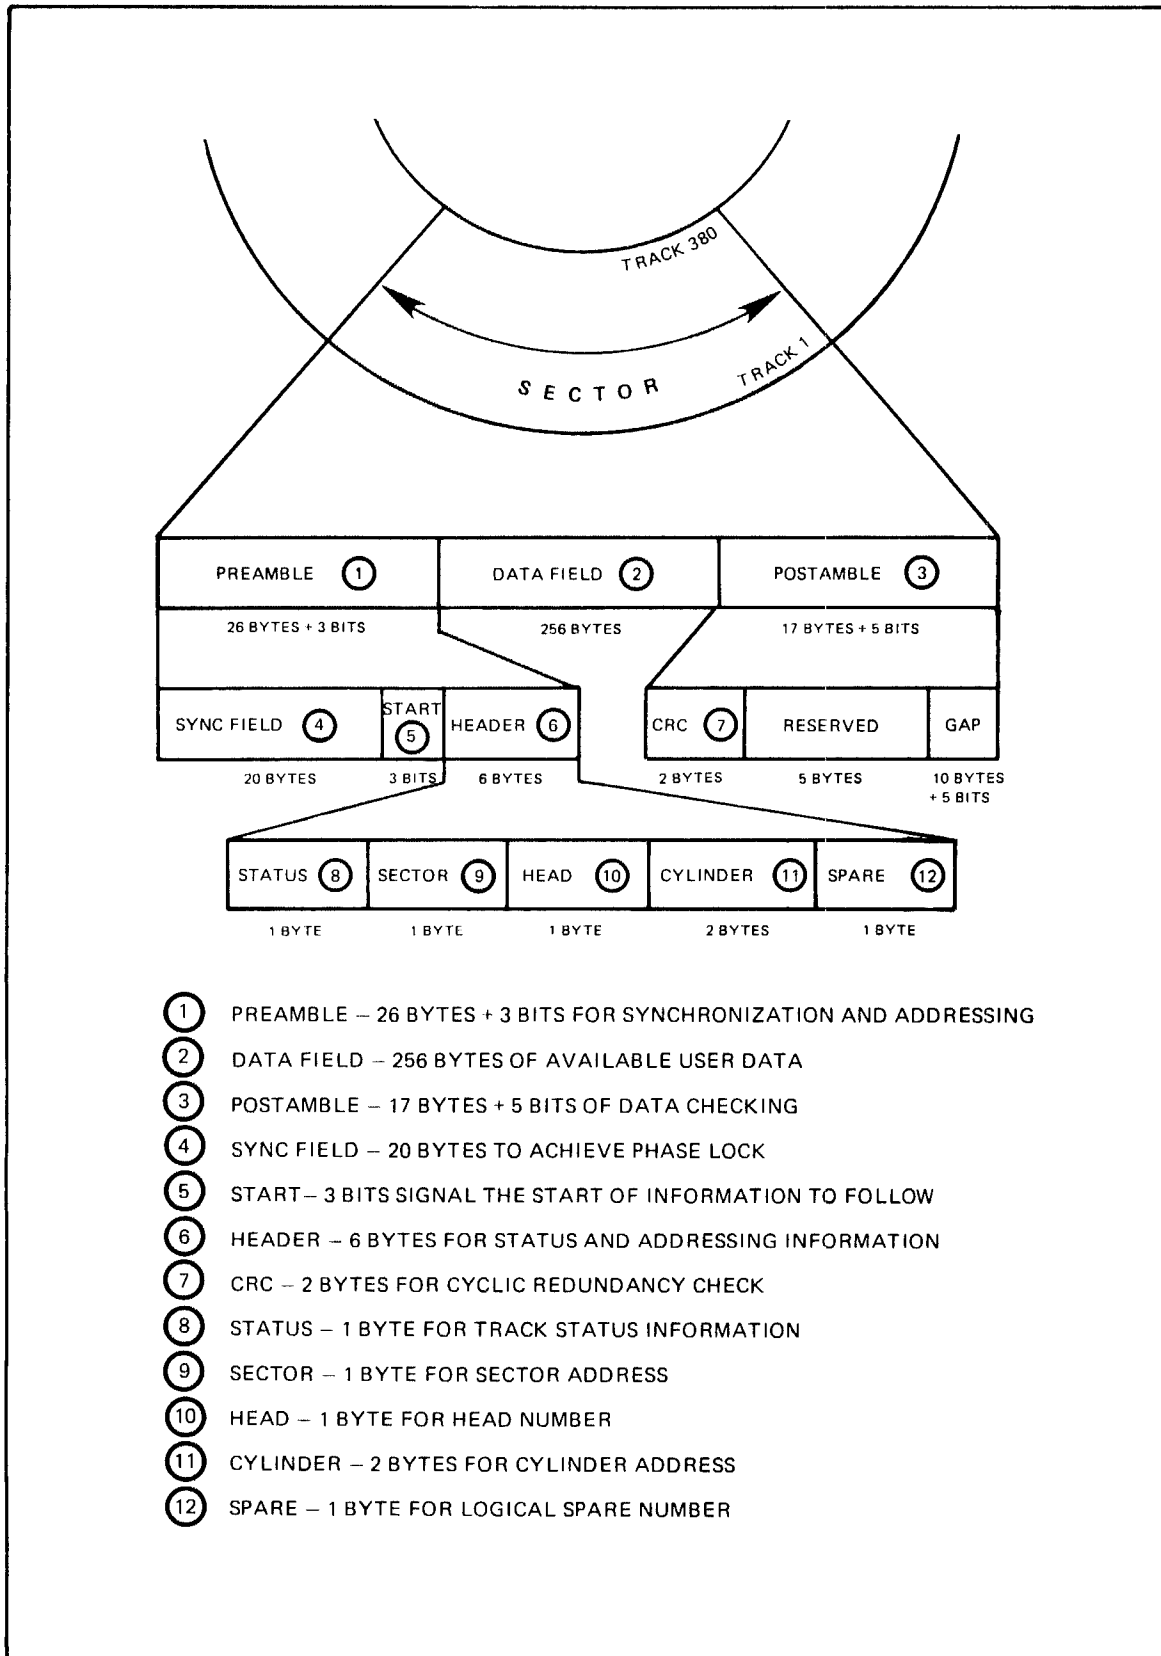 TRACK 380
TRACK 1
SECTOR
PREAMBLE 1 DATA FIELD 2 POSTAMBLE 3
26 BYTES + 3 BITS 256 BYTES 17 BYTES + 5 BITS
SYNC FIELD 4 START 5 HEADER 6 CRC 7 RESERVED GAP
20 BYTES 3 BITS 6 BYTES 2 BYTES 5 BYTES 10 BYTES + 5 BITS
STATUS 8 SECTOR 9 HEAD 10 CYLINDER 11 SPARE 12
1 BYTE 1 BYTE 1 BYTE 2 BYTES 1 BYTE
1 PREAMBLE – 26 BYTES + 3 BITS FOR SYNCHRONIZATION AND ADDRESSING
2 DATA FIELD – 256 BYTES OF AVAILABLE USER DATA
3 POSTAMBLE – 17 BYTES + 5 BITS OF DATA CHECKING
4 SYNC FIELD – 20 BYTES TO ACHIEVE PHASE LOCK
5 START– 3 BITS SIGNAL THE START OF INFORMATION TO FOLLOW
6 HEADER – 6 BYTES FOR STATUS AND ADDRESSING INFORMATION
7 CRC – 2 BYTES FOR CYCLIC REDUNDANCY CHECK
8 STATUS – 1 BYTE FOR TRACK STATUS INFORMATION
9 SECTOR – 1 BYTE FOR SECTOR ADDRESS
10 HEAD – 1 BYTE FOR HEAD NUMBER
11 CYLINDER – 2 BYTES FOR CYLINDER ADDRESS
12 SPARE – 1 BYTE FOR LOGICAL SPARE NUMBER